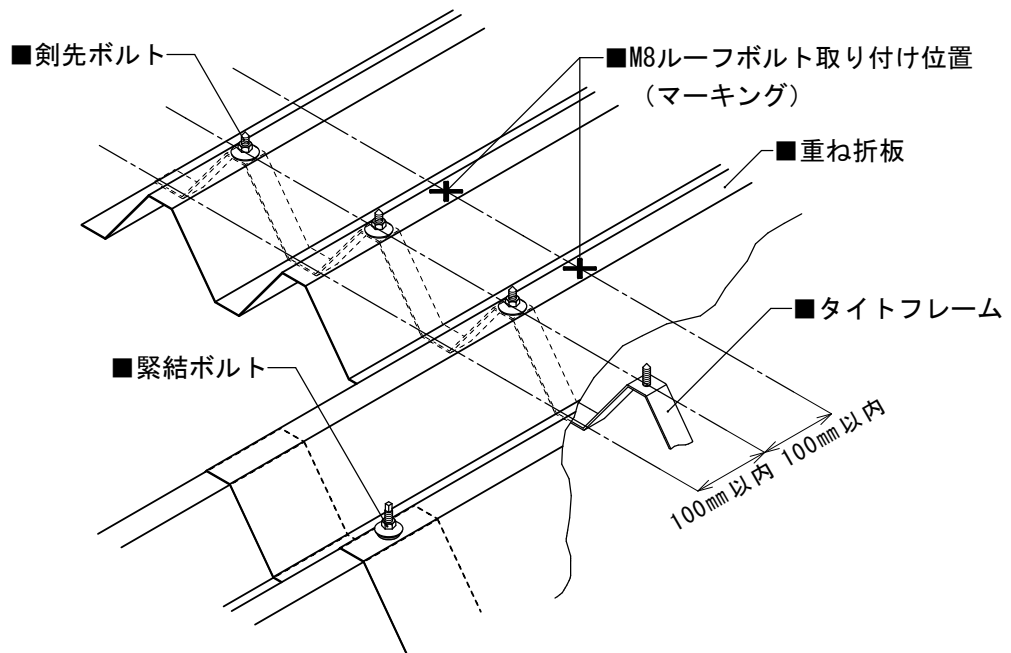 ■剣先ボルト
■M8ルーフボルト取り付け位置
（マーキング）
■重ね折板
■タイトフレーム
■緊結ボルト
100㎜以内
100㎜以内